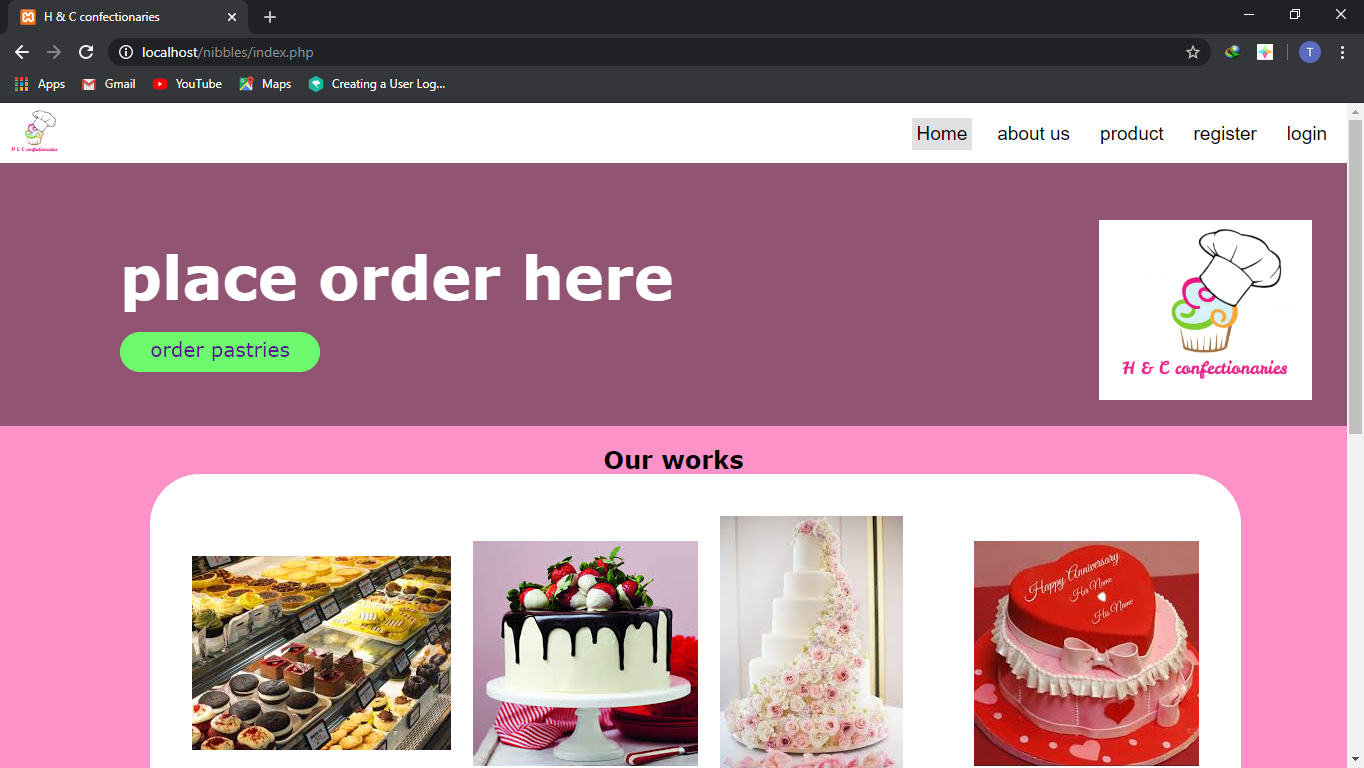 H & C confectionaries
localhost/nibbles/index.php
T
Apps
Gmail
YouTube
Maps
Creating a User Log...
H & C confectionaries
Home
about us
product
register
login
place order here
order pastries
H & C confectionaries
Our works
Happy Anniversary
Her Name
His Name